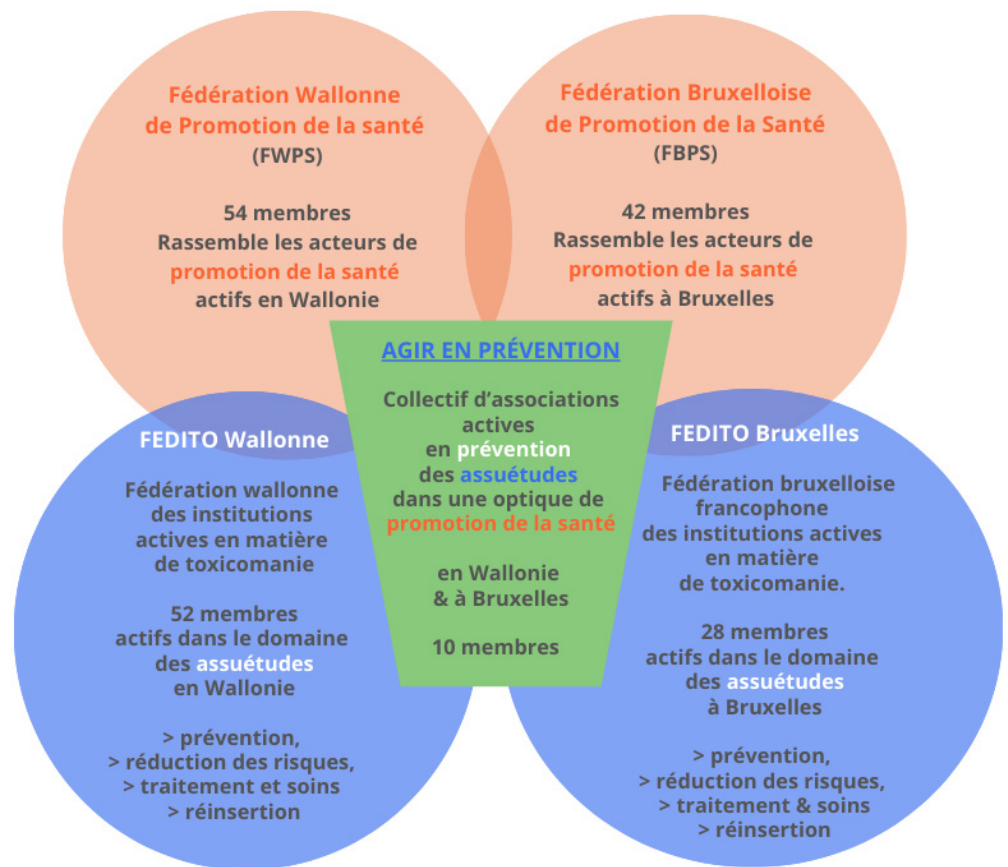 Fédération Wallonne
de Promotion de la santé
(FWPS)
54 membres
Rassemble les acteurs de
promotion de la santé
actifs en Wallonie
Fédération Bruxelloise
de Promotion de la Santé
(FBPS)
42 membres
Rassemble les acteurs de
promotion de la santé
actifs à Bruxelles
AGIR EN PRÉVENTION
Collectif d'associations
actives
en prévention
des assuétudes
dans une optique de
promotion de la santé
en Wallonie
& à Bruxelles
10 membres
FEDITO Wallonne
Fédération wallonne
des institutions
actives en matière
de toxicomanie
52 membres
actifs dans le domaine
des assuétudes
en Wallonie
> prévention,
> réduction des risques,
> traitement et soins
> réinsertion
FEDITO Bruxelles
Fédération bruxelloise
francophone
des institutions actives
en matière
de toxicomanie.
28 membres
actifs dans le domaine
des assuétudes
à Bruxelles
> prévention,
> réduction des risques,
> traitement & soins
> réinsertion